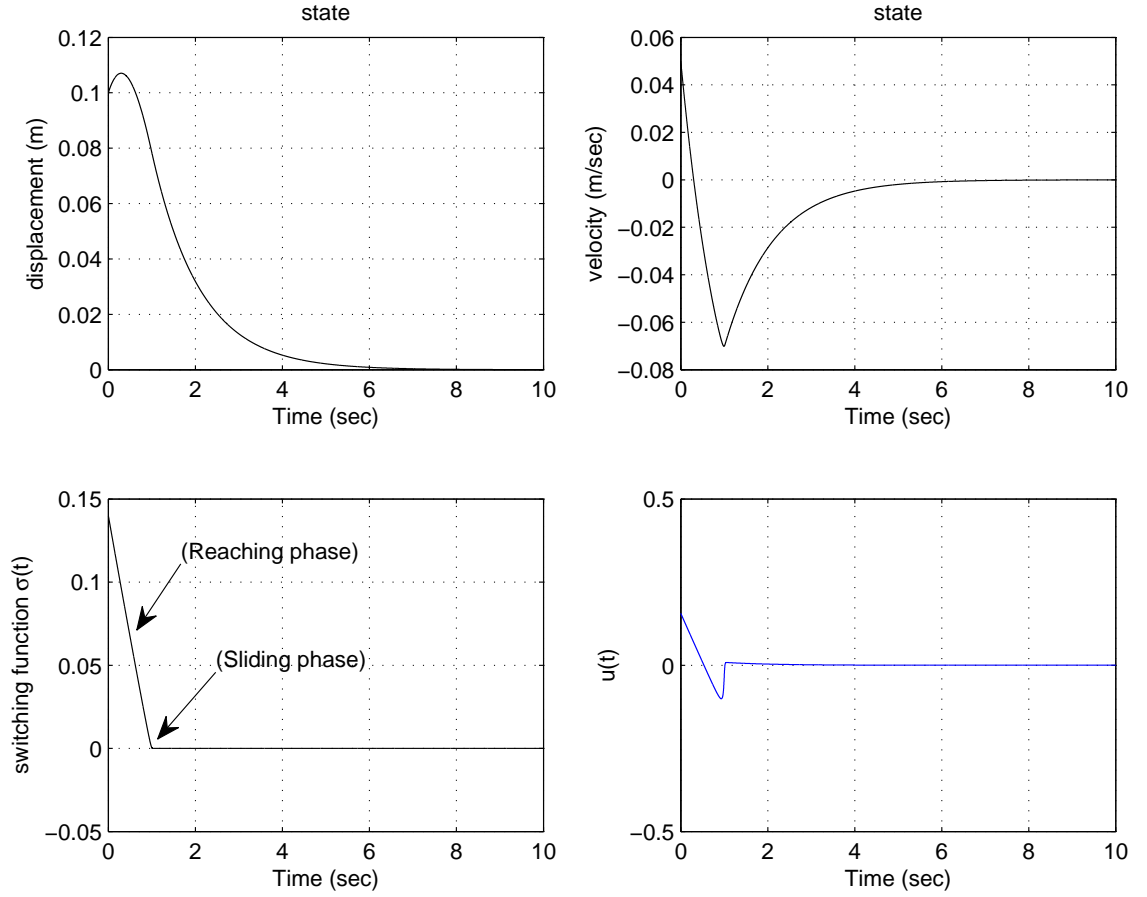 state
0.12
0.1
0.08
0.06
0.04
0.02
0
0 2 4 6 8 10
displacement (m)
Time (sec)
state
0.06
0.04
0.02
0
−0.02
−0.04
−0.06
−0.08
0 2 4 6 8 10
velocity (m/sec)
Time (sec)
0.15
0.1
0.05
0
−0.05
0 2 4 6 8 10
switching function σ(t)
(Reaching phase)
(Sliding phase)
Time (sec)
0.5
0
−0.5
0 2 4 6 8 10
u(t)
Time (sec)